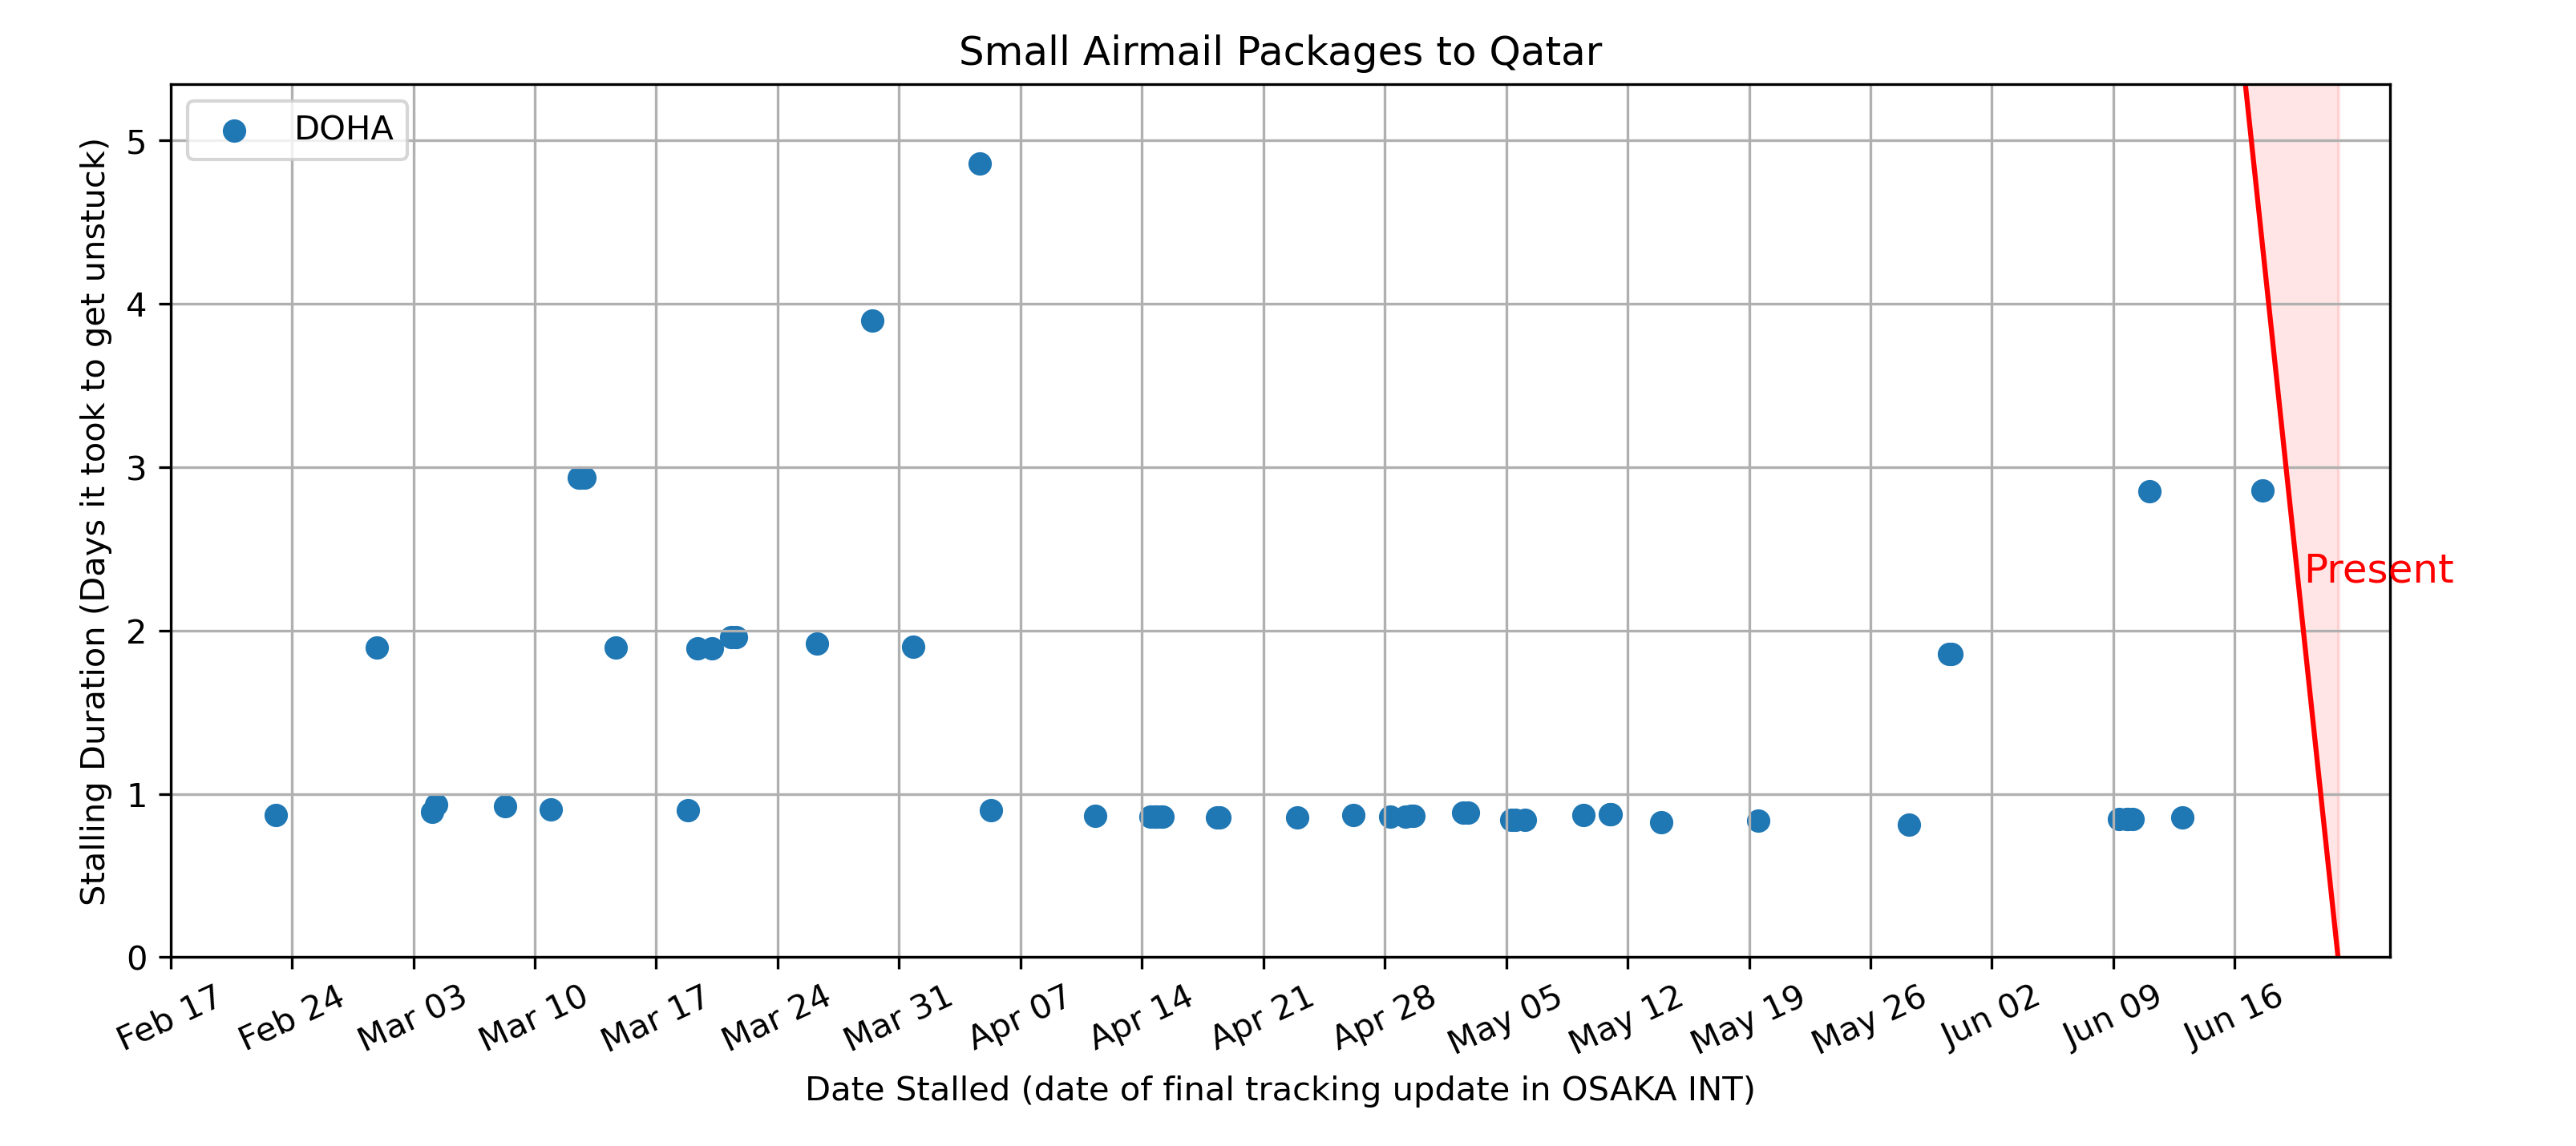 Small Airmail Packages to Qatar
DOHA
Stalling Duration (Days it took to get unstuck)
5
4
3
2
1
0
Present
Feb 17
Feb 24
Mar 03
Mar 10
Mar 17
Mar 24
Mar 31
Apr 07
Apr 14
Apr 21
Apr 28
May 05
May 12
May 19
May 26
Jun 02
Jun 09
Jun 16
Date Stalled (date of final tracking update in OSAKA INT)